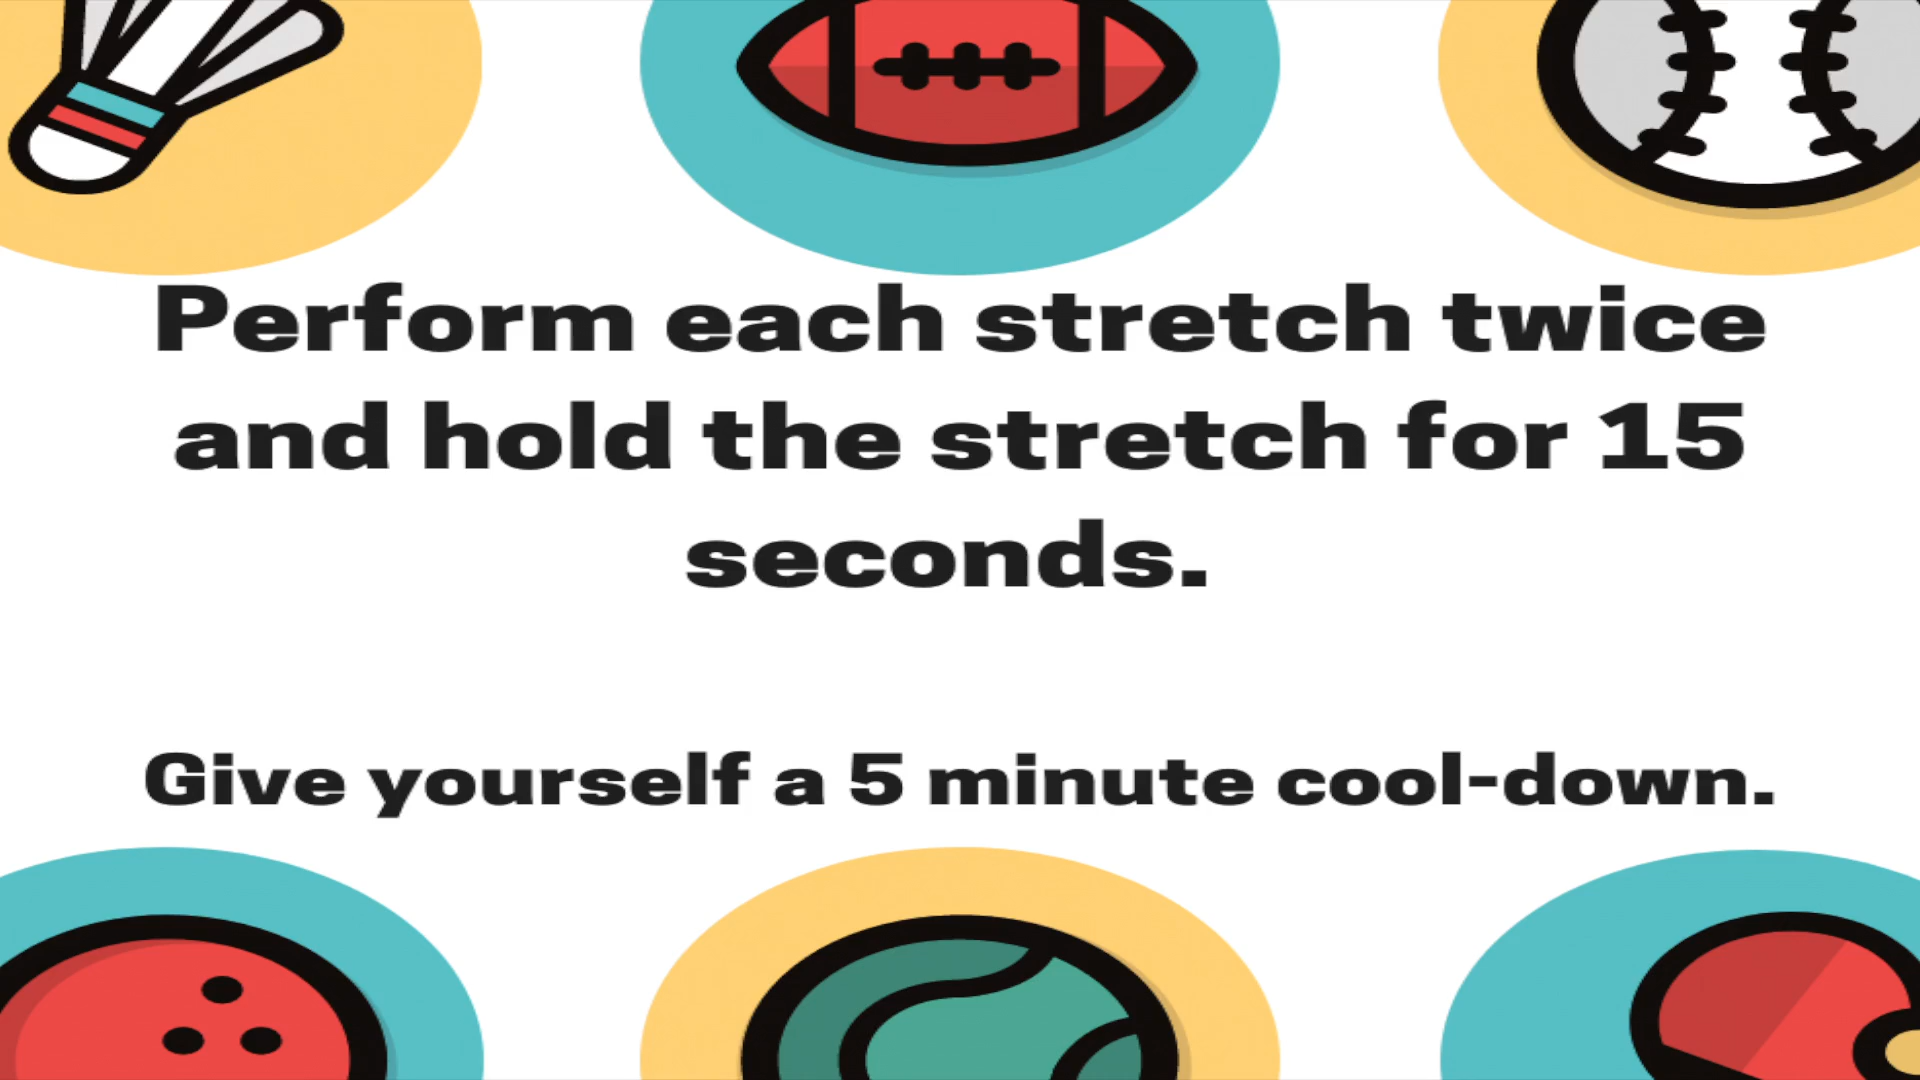 Perform each stretch twice
and hold the stretch for 15
seconds.
Give yourself a 5 minute cool-down.